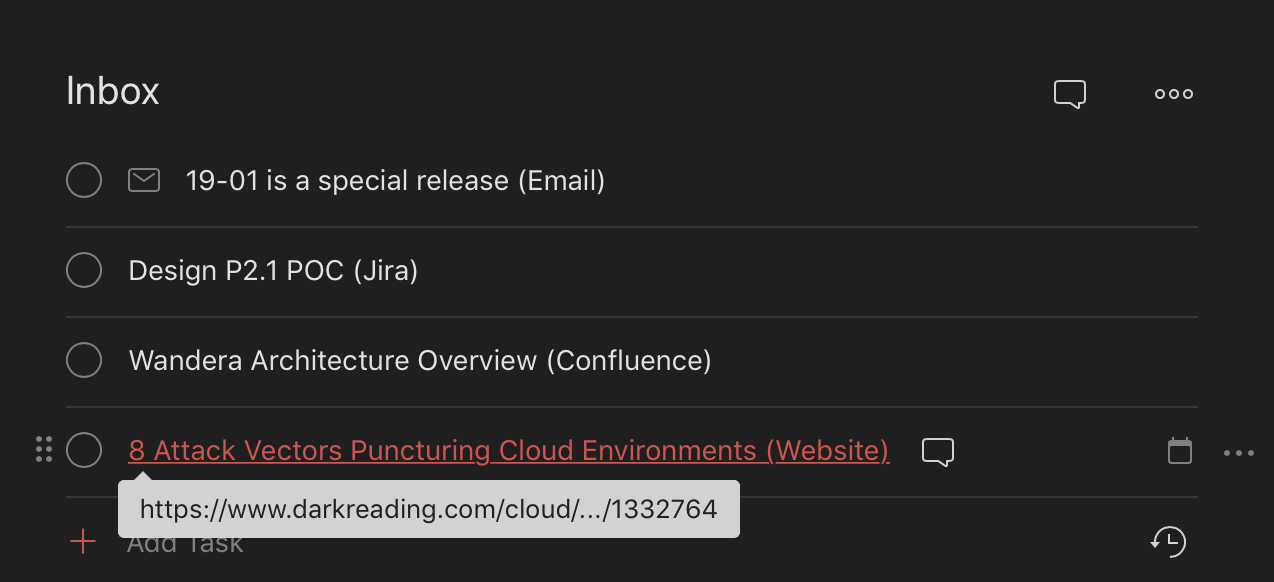 Inbox
19-01 is a special release (Email)
Design P2.1 POC (Jira)
Wandera Architecture Overview (Confluence)
8 Attack Vectors Puncturing Cloud Environments (Website)
https://www.darkreading.com/cloud/.../1332764
Add Task